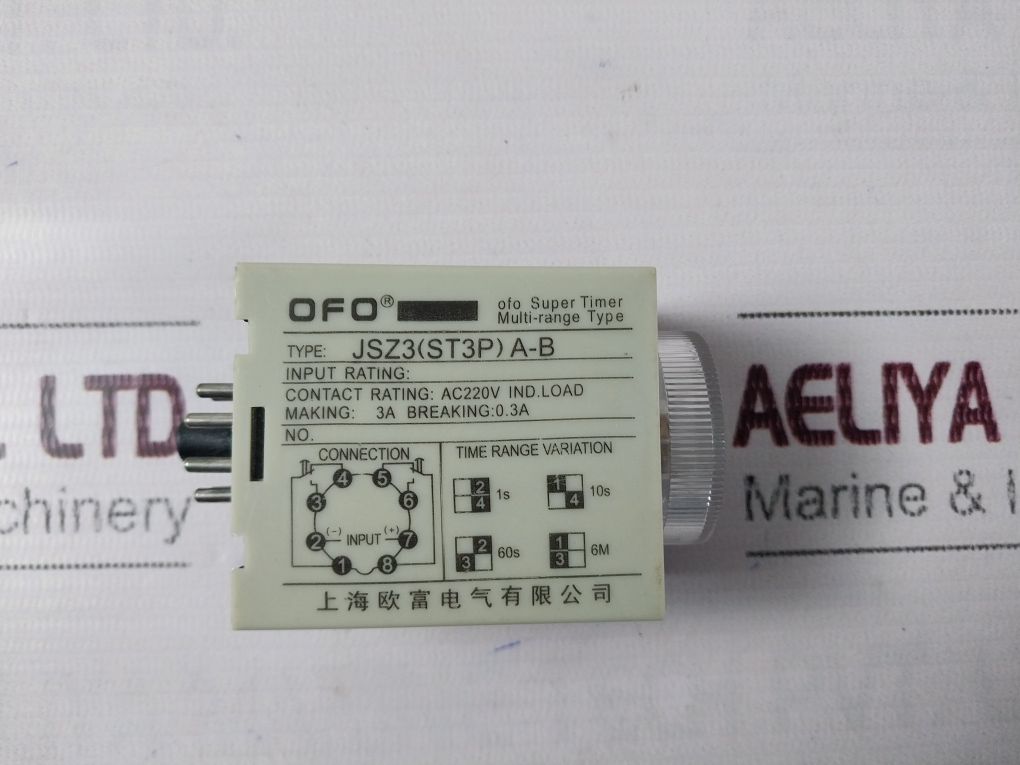 OFO®
ofo Super Timer
Multi-range Type
TYPE: JSZ3(ST3P) A-B
INPUT RATING:
CONTACT RATING: AC220V IND.LOAD
MAKING: 3A BREAKING:0.3A
NO.
CONNECTION
4 5
3 6
2 (-) INPUT (+) 7
1 8
TIME RANGE VARIATION
2 4 1s
1 4 10s
2 3 60s
1 3 6M
上海欧富电气有限公司
LTD
chinery
AELIYA
Marine &